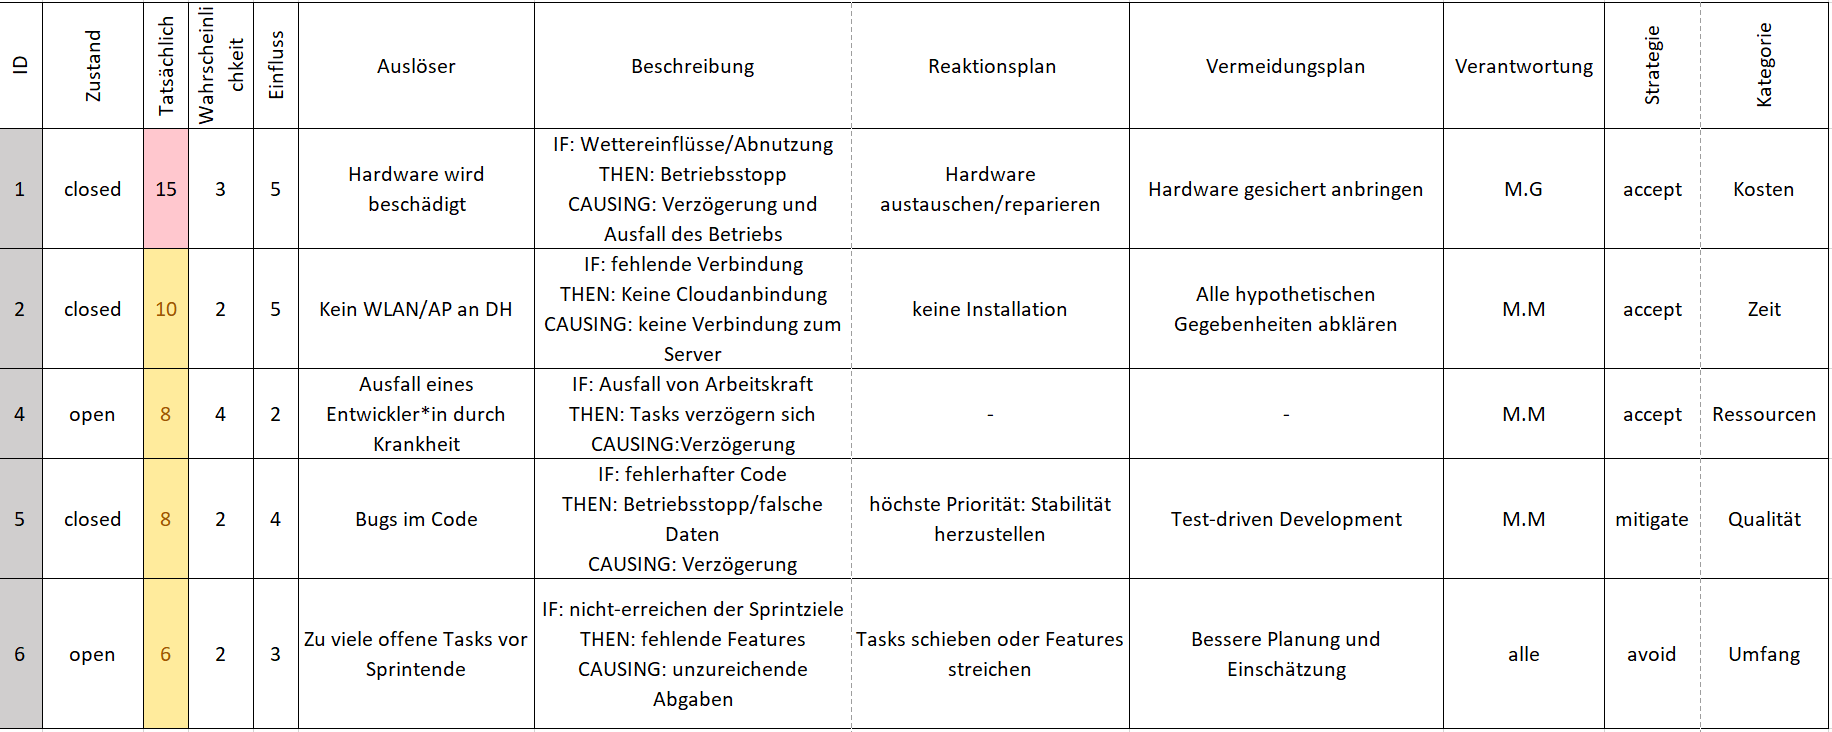 ID
Zustand
Tatsächlich
Wahrscheinli
chkeit
Einfluss
Auslöser
Beschreibung
Reaktionsplan
Vermeidungsplan
Verantwortung
Strategie
Kategorie
1
closed
15
3
5
Hardware wird
beschädigt
IF: Wettereinflüsse/Abnutzung
THEN: Betriebsstopp
CAUSING: Verzögerung und
Ausfall des Betriebs
Hardware
austauschen/reparieren
Hardware gesichert anbringen
M.G
accept
Kosten
2
closed
10
2
5
Kein WLAN/AP an DH
IF: fehlende Verbindung
THEN: Keine Cloudanbindung
CAUSING: keine Verbindung zum
Server
keine Installation
Alle hypothetischen
Gegebenheiten abklären
M.M
accept
Zeit
4
open
8
4
2
Ausfall eines
Entwickler*in durch
Krankheit
IF: Ausfall von Arbeitskraft
THEN: Tasks verzögern sich
CAUSING:Verzögerung
-
-
M.M
accept
Ressourcen
5
closed
8
2
4
Bugs im Code
IF: fehlerhafter Code
THEN: Betriebsstopp/falsche
Daten
CAUSING: Verzögerung
höchste Priorität: Stabilität
herzustellen
Test-driven Development
M.M
mitigate
Qualität
6
open
6
2
3
Zu viele offene Tasks vor
Sprintende
IF: nicht-erreichen der Sprintziele
THEN: fehlende Features
CAUSING: unzureichende
Abgaben
Tasks schieben oder Features
streichen
Bessere Planung und
Einschätzung
alle
avoid
Umfang